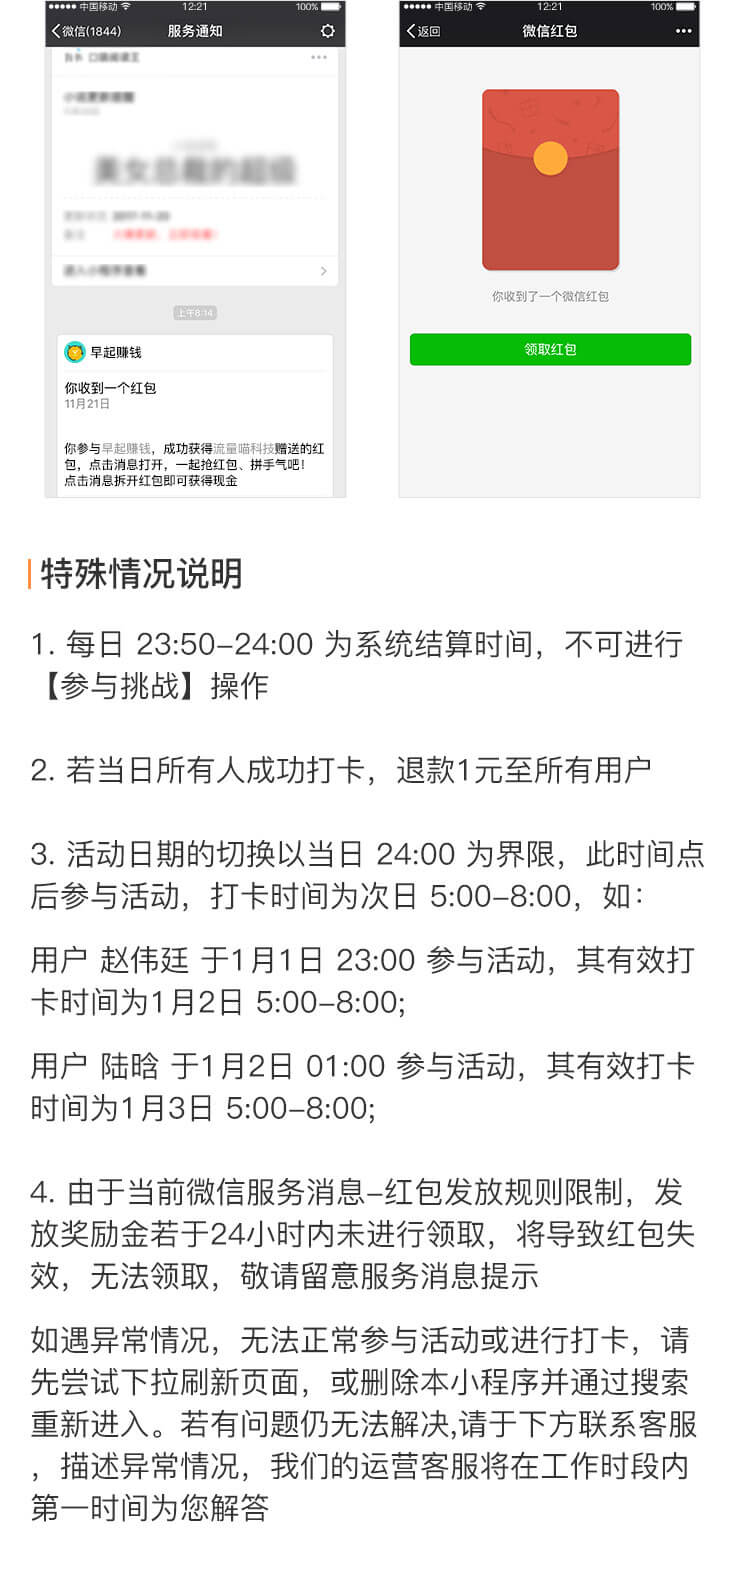 中国移动 12:21 100%
微信(1844) 服务通知
上午8:14
早起赚钱
你收到一个红包
11月21日
你参与早起赚钱，成功获得流量喵科技赠送的红
包，点击消息打开，一起抢红包、拼手气吧！
点击消息拆开红包即可获得现金
中国移动 12:21 100%
返回 微信红包
你收到了一个微信红包
领取红包
特殊情况说明
1. 每日 23:50-24:00 为系统结算时间，不可进行
【参与挑战】操作
2. 若当日所有人成功打卡，退款1元至所有用户
3. 活动日期的切换以当日 24:00 为界限，此时间点
后参与活动，打卡时间为次日 5:00-8:00，如：
用户 赵伟廷 于1月1日 23:00 参与活动，其有效打
卡时间为1月2日 5:00-8:00;
用户 陆晗 于1月2日 01:00 参与活动，其有效打卡
时间为1月3日 5:00-8:00;
4. 由于当前微信服务消息-红包发放规则限制，发
放奖励金若于24小时内未进行领取，将导致红包失
效，无法领取，敬请留意服务消息提示
如遇异常情况，无法正常参与活动或进行打卡，请
先尝试下拉刷新页面，或删除本小程序并通过搜索
重新进入。若有问题仍无法解决,请于下方联系客服
，描述异常情况，我们的运营客服将在工作时段内
第一时间为您解答